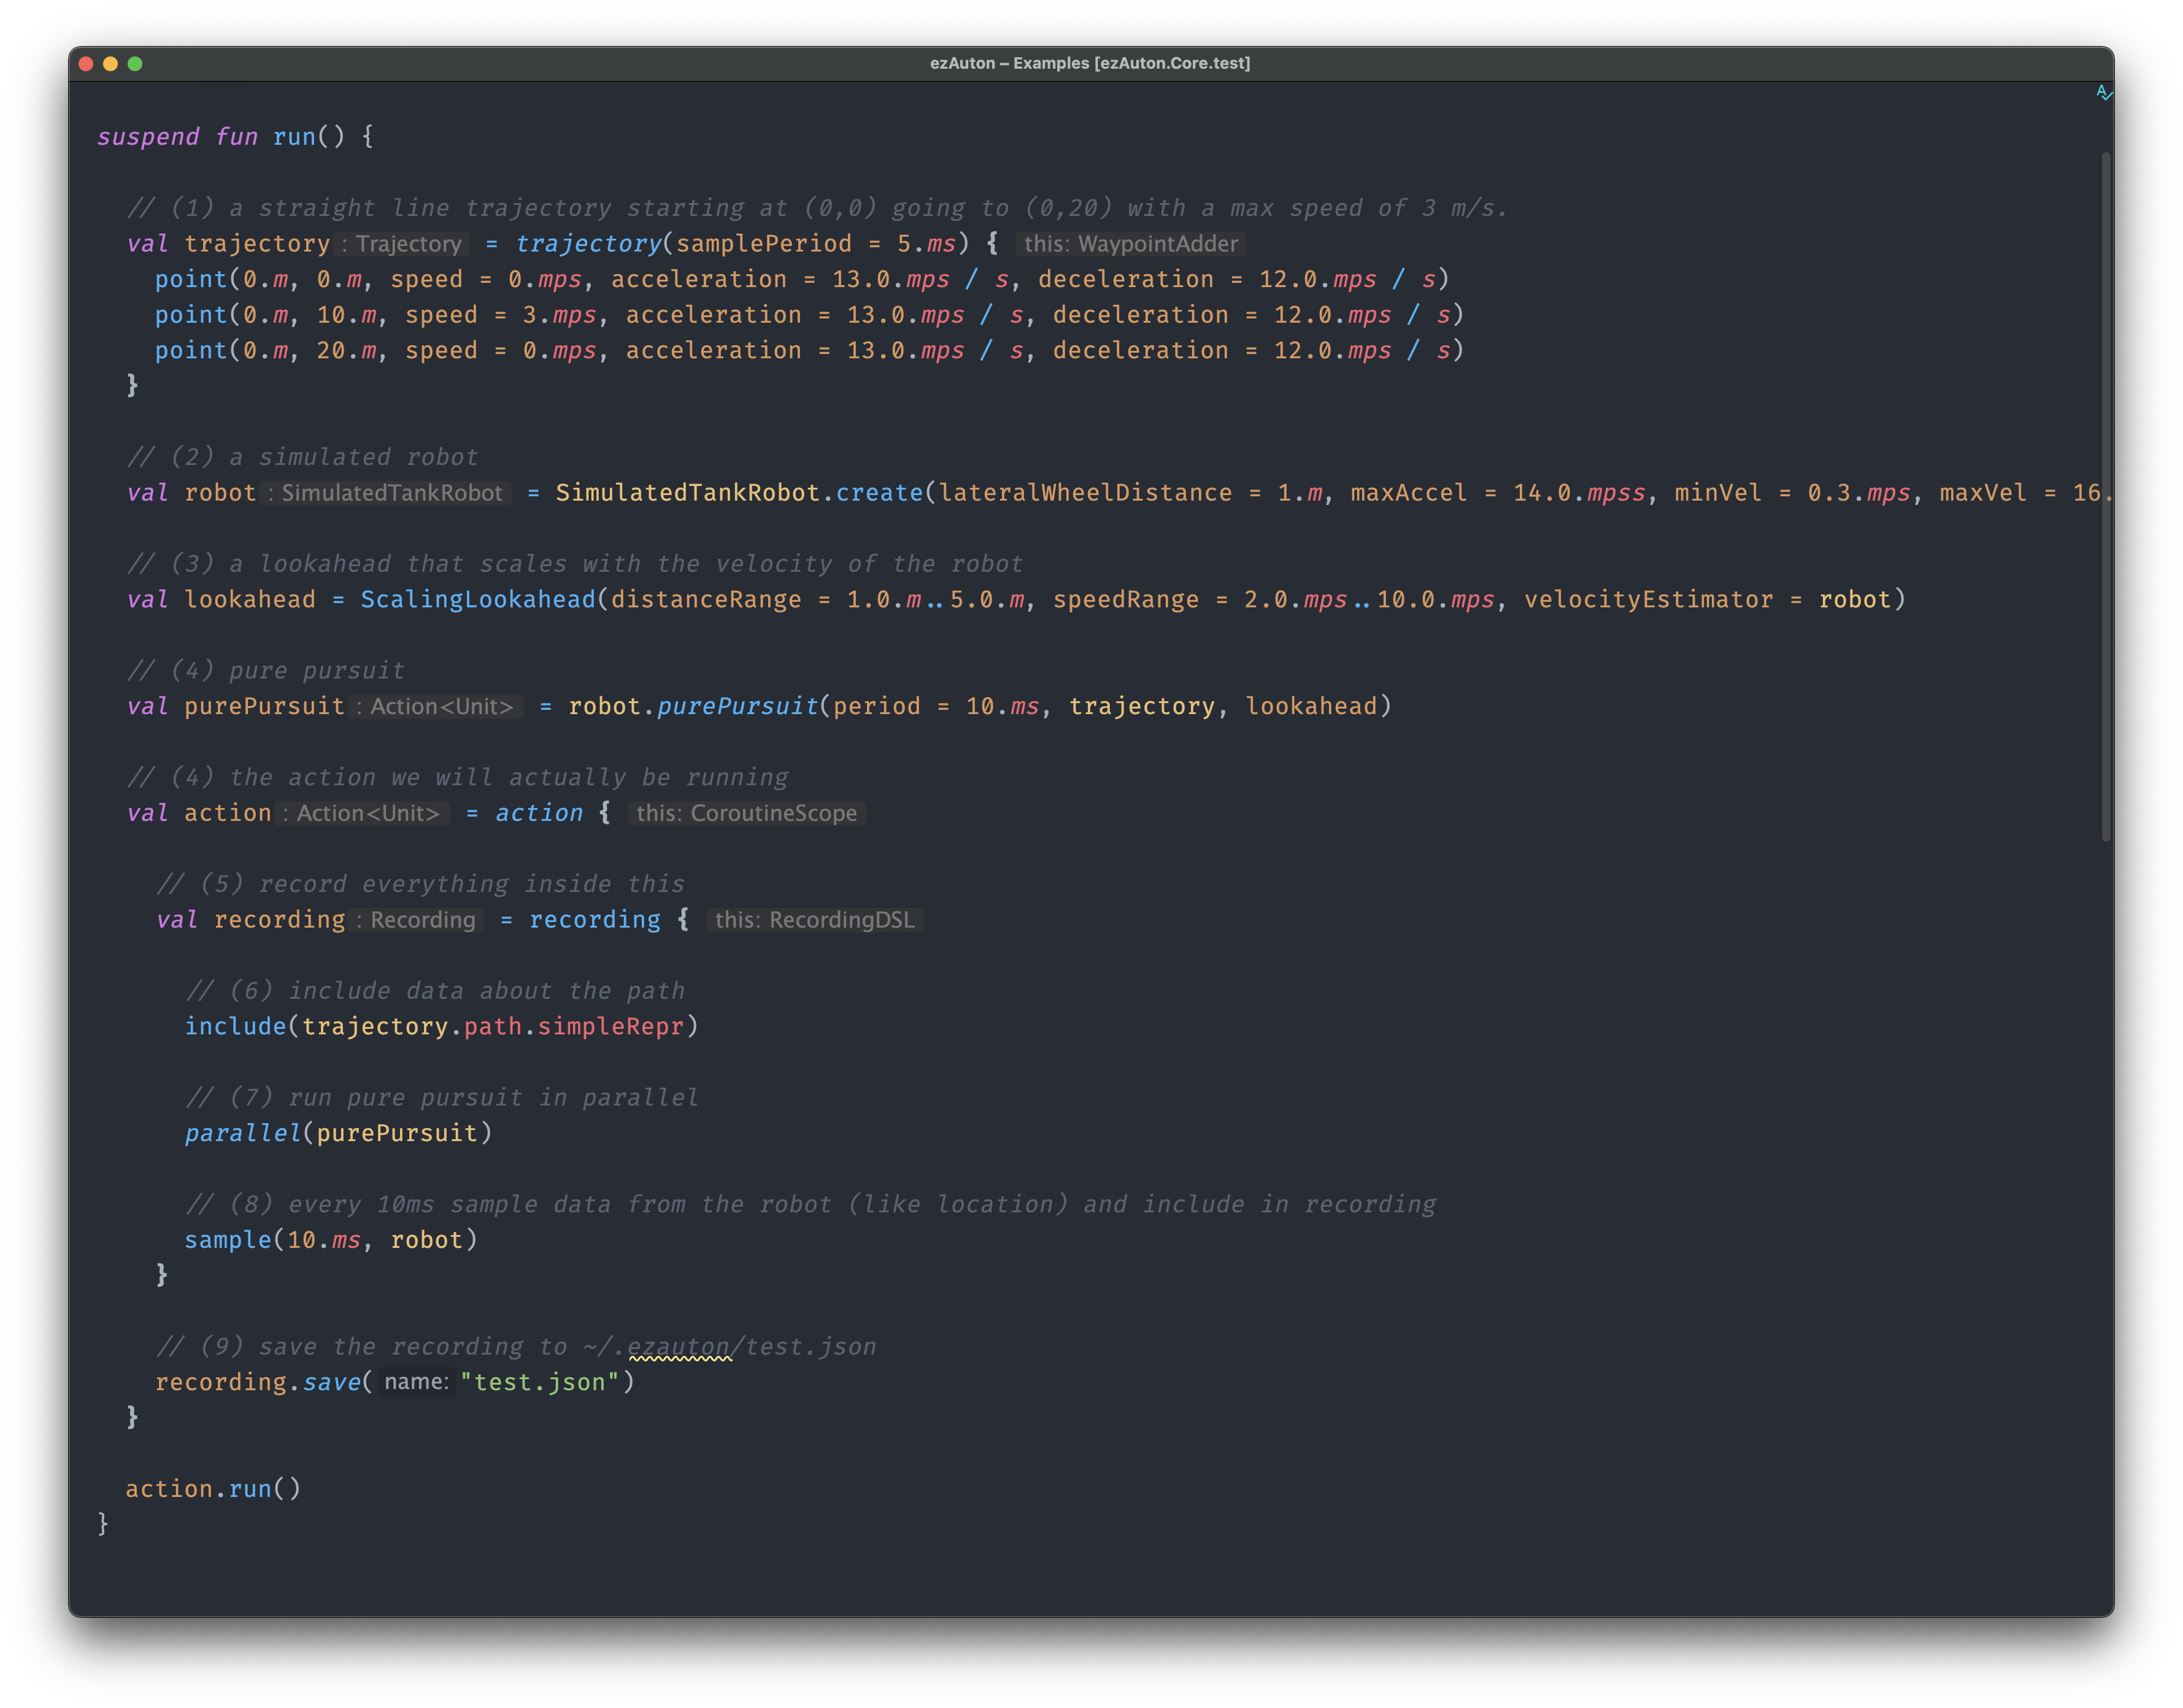 ezAuton – Examples [ezAuton.Core.test]
suspend fun run() {
// (1) a straight line trajectory starting at (0,0) going to (0,20) with a max speed of 3 m/s.
val trajectory : Trajectory = trajectory(samplePeriod = 5.ms) { this: WaypointAdder
point(0.m, 0.m, speed = 0.mps, acceleration = 13.0.mps / s, deceleration = 12.0.mps / s)
point(0.m, 10.m, speed = 3.mps, acceleration = 13.0.mps / s, deceleration = 12.0.mps / s)
point(0.m, 20.m, speed = 0.mps, acceleration = 13.0.mps / s, deceleration = 12.0.mps / s)
}
// (2) a simulated robot
val robot : SimulatedTankRobot = SimulatedTankRobot.create(lateralWheelDistance = 1.m, maxAccel = 14.0.mpss, minVel = 0.3.mps, maxVel = 16.
// (3) a lookahead that scales with the velocity of the robot
val lookahead = ScalingLookahead(distanceRange = 1.0.m..5.0.m, speedRange = 2.0.mps..10.0.mps, velocityEstimator = robot)
// (4) pure pursuit
val purePursuit : Action<Unit> = robot.purePursuit(period = 10.ms, trajectory, lookahead)
// (4) the action we will actually be running
val action : Action<Unit> = action { this: CoroutineScope
// (5) record everything inside this
val recording : Recording = recording { this: RecordingDSL
// (6) include data about the path
include(trajectory.path.simpleRepr)
// (7) run pure pursuit in parallel
parallel(purePursuit)
// (8) every 10ms sample data from the robot (like location) and include in recording
sample(10.ms, robot)
}
// (9) save the recording to ~/.ezauton/test.json
recording.save( name: "test.json")
}
action.run()
}